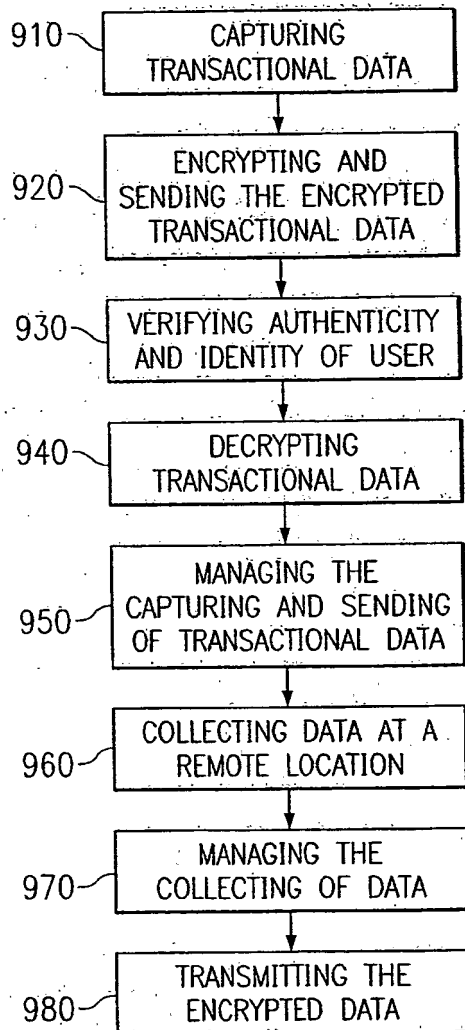 910
CAPTURING
TRANSACTIONAL DATA
920
ENCRYPTING AND
SENDING THE ENCRYPTED
TRANSACTIONAL DATA
930
VERIFYING AUTHENTICITY
AND IDENTITY OF USER
940
DECRYPTING
TRANSACTIONAL DATA
950
MANAGING THE
CAPTURING AND SENDING
OF TRANSACTIONAL DATA
960
COLLECTING DATA AT A
REMOTE LOCATION
970
MANAGING THE
COLLECTING OF DATA
980
TRANSMITTING THE
ENCRYPTED DATA